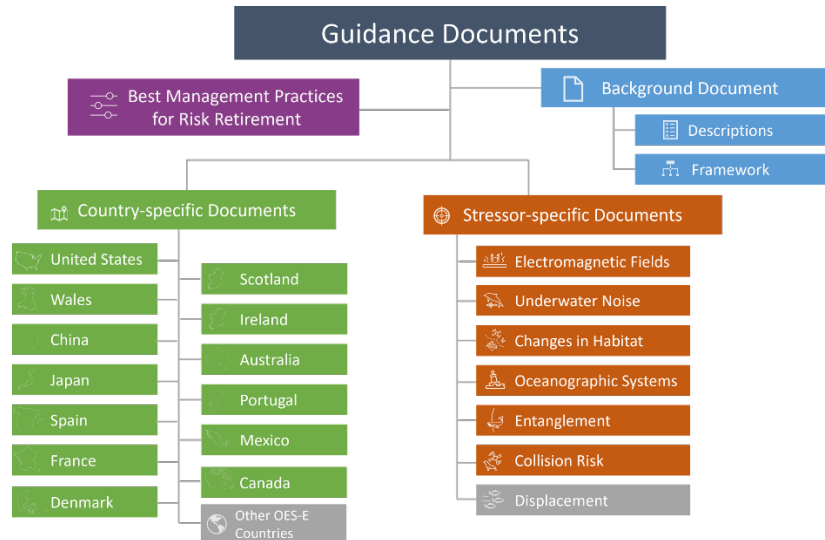 Guidance Documents
Best Management Practices
for Risk Retirement
Background Document
Descriptions
Framework
Country-specific Documents
United States
Wales
China
Japan
Spain
France
Denmark
Scotland
Ireland
Australia
Portugal
Mexico
Canada
Other OES-E
Countries
Stressor-specific Documents
Electromagnetic Fields
Underwater Noise
Changes in Habitat
Oceanographic Systems
Entanglement
Collision Risk
Displacement